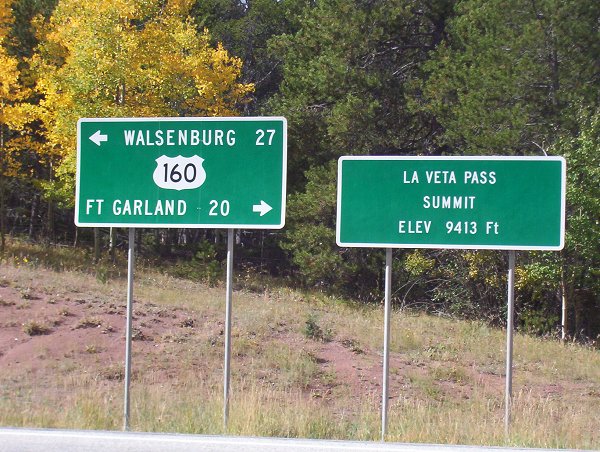 WALSENBURG 27
160
FT GARLAND 20
LA VETA PASS
SUMMIT
ELEV 9413 Ft